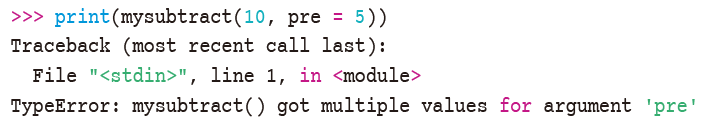 >>> print(mysubtract(10, pre = 5))
Traceback (most recent call last):
  File "<stdin>", line 1, in <module>
TypeError: mysubtract() got multiple values for argument 'pre'